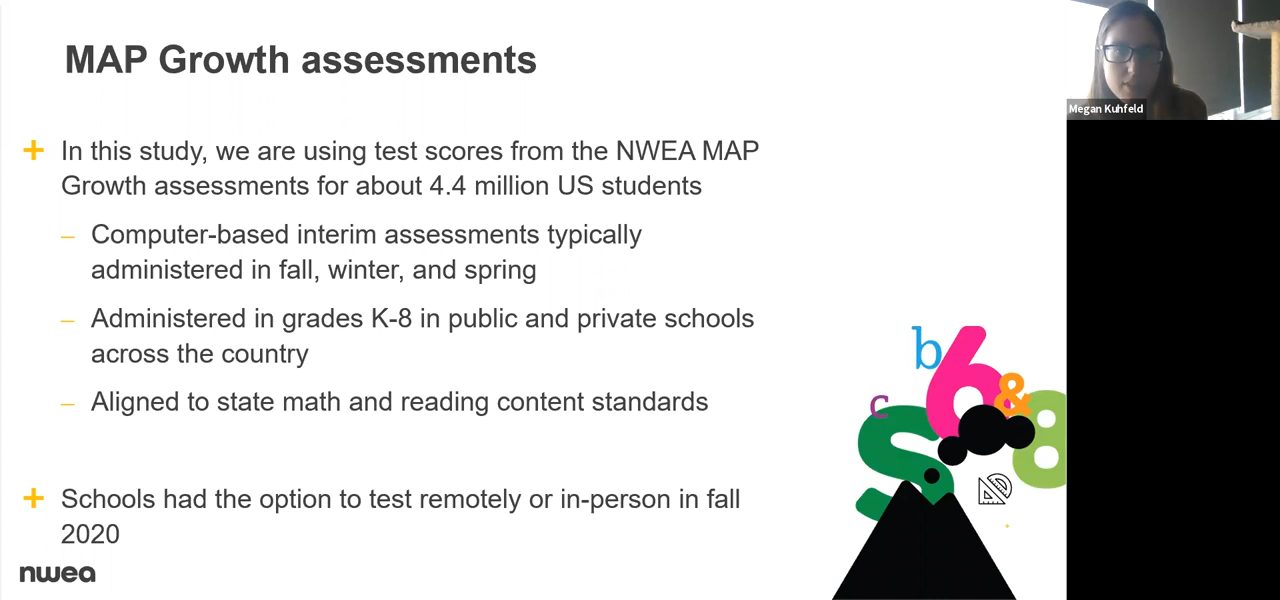 MAP Growth assessments
Megan Kuhfeld
+ In this study, we are using test scores from the NWEA MAP
Growth assessments for about 4.4 million US students
– Computer-based interim assessments typically
administered in fall, winter, and spring
– Administered in grades K-8 in public and private schools
across the country
– Aligned to state math and reading content standards
b
6
&
c
S
8
+ Schools had the option to test remotely or in-person in fall
2020
nwea